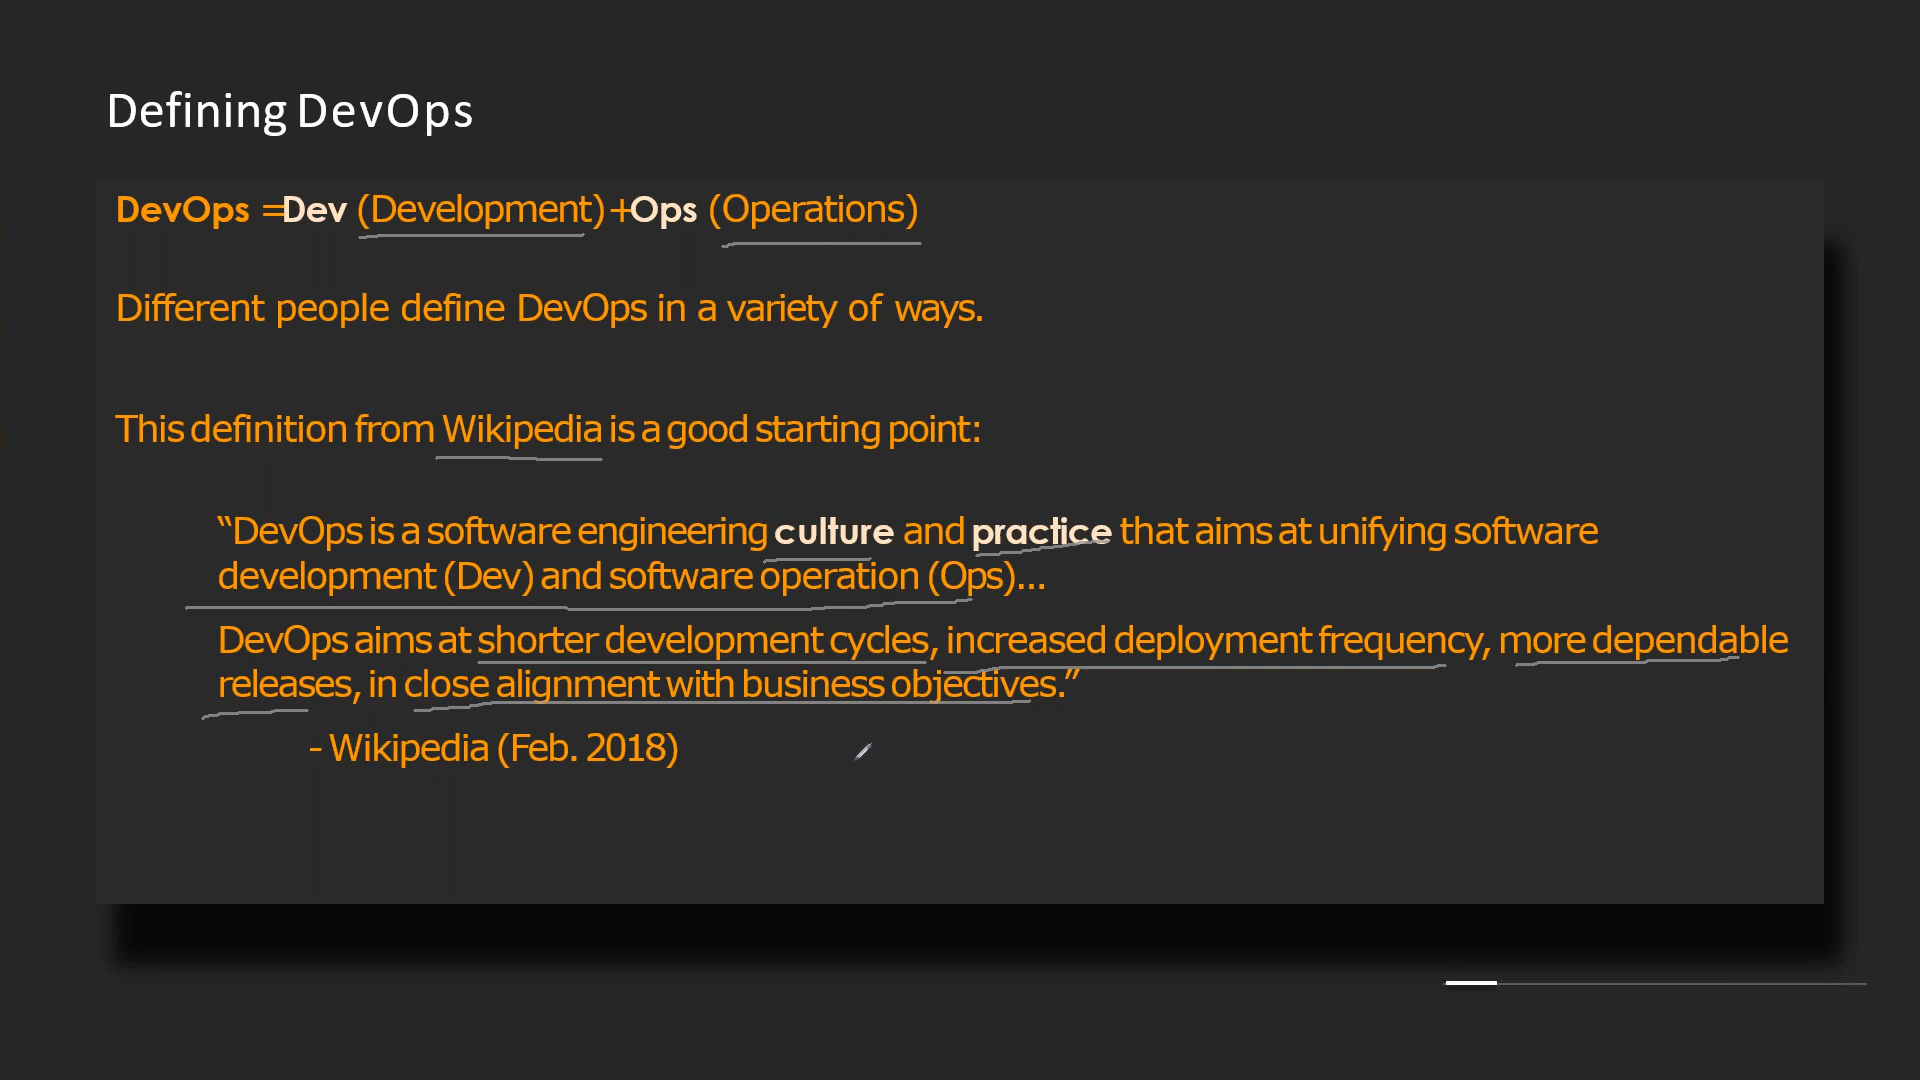 Defining DevOps
DevOps =Dev (Development)+Ops (Operations)
Different people define DevOps in a variety of ways.
This definition from Wikipedia is a good starting point:
“DevOps is a software engineering culture and practice that aims at unifying software
development (Dev) and software operation (Ops)...
DevOps aims at shorter development cycles, increased deployment frequency, more dependable
releases, in close alignment with business objectives.”
- Wikipedia (Feb. 2018)